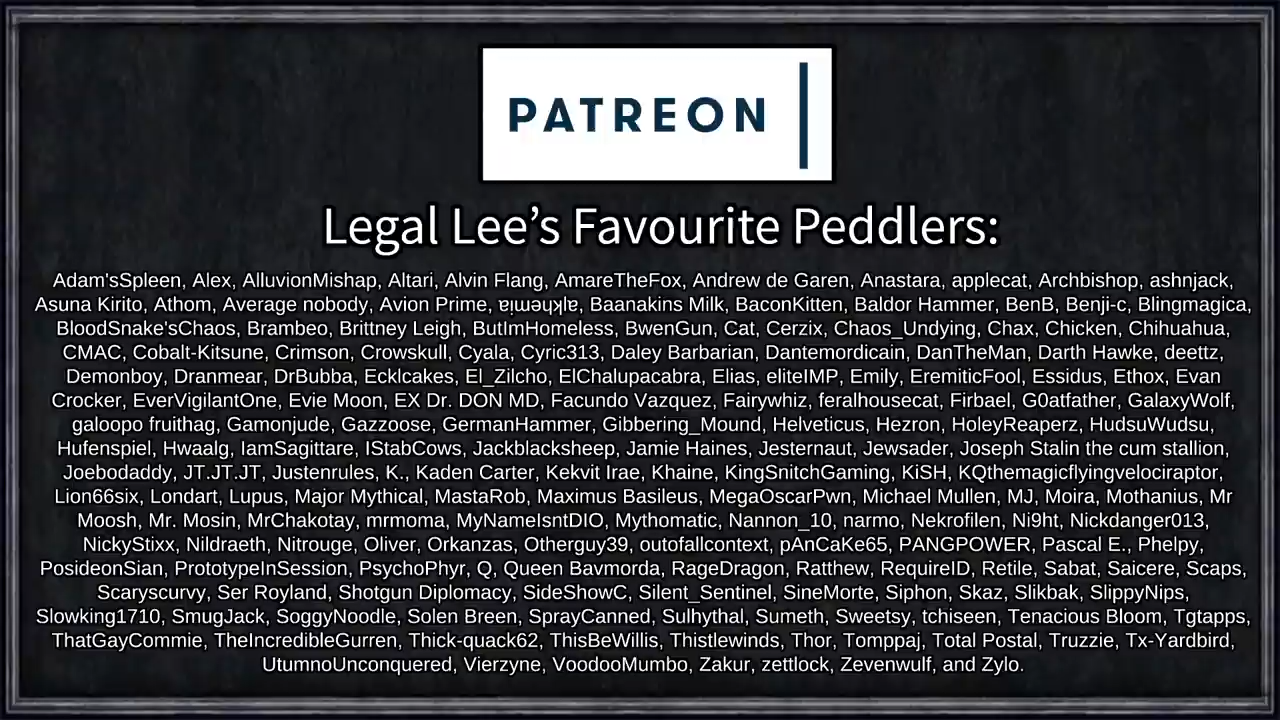 PATREON
Legal Lee’s Favourite Peddlers:
Adam'sSpleen, Alex, AlluvionMishap, Altari, Alvin Flang, AmareTheFox, Andrew de Garen, Anastara, applecat, Archbishop, ashnjack,
Asuna Kirito, Athom, Average nobody, Avion Prime, ɐᴉɯǝɥʞlɐ, Baanakins Milk, BaconKitten, Baldor Hammer, BenB, Benji-c, Blingmagica,
BloodSnake'sChaos, Brambeo, Brittney Leigh, ButImHomeless, BwenGun, Cat, Cerzix, Chaos_Undying, Chax, Chicken, Chihuahua,
CMAC, Cobalt-Kitsune, Crimson, Crowskull, Cyala, Cyric313, Daley Barbarian, Dantemordicain, DanTheMan, Darth Hawke, deettz,
Demonboy, Dranmear, DrBubba, Ecklcakes, El_Zilcho, ElChalupacabra, Elias, eliteIMP, Emily, EremiticFool, Essidus, Ethox, Evan
Crocker, EverVigilantOne, Evie Moon, EX Dr. DON MD, Facundo Vazquez, Fairywhiz, feralhousecat, Firbael, G0atfather, GalaxyWolf,
galoopo fruithag, Gamonjude, Gazzoose, GermanHammer, Gibbering_Mound, Helveticus, Hezron, HoleyReaperz, HudsuWudsu,
Hufenspiel, Hwaalg, IamSagittare, IStabCows, Jackblacksheep, Jamie Haines, Jesternaut, Jewsader, Joseph Stalin the cum stallion,
Joebodaddy, JT.JT.JT, Justenrules, K., Kaden Carter, Kekvit Irae, Khaine, KingSnitchGaming, KiSH, KQthemagicflyingvelociraptor,
Lion66six, Londart, Lupus, Major Mythical, MastaRob, Maximus Basileus, MegaOscarPwn, Michael Mullen, MJ, Moira, Mothanius, Mr
Moosh, Mr. Mosin, MrChakotay, mrmoma, MyNameIsntDIO, Mythomatic, Nannon_10, narmo, Nekrofilen, Ni9ht, Nickdanger013,
NickyStixx, Nildraeth, Nitrouge, Oliver, Orkanzas, Otherguy39, outofallcontext, pAnCaKe65, PANGPOWER, Pascal E., Phelpy,
PosideonSian, PrototypeInSession, PsychoPhyr, Q, Queen Bavmorda, RageDragon, Ratthew, RequireID, Retile, Sabat, Saicere, Scaps,
Scaryscurvy, Ser Royland, Shotgun Diplomacy, SideShowC, Silent_Sentinel, SineMorte, Siphon, Skaz, Slikbak, SlippyNips,
Slowking1710, SmugJack, SoggyNoodle, Solen Breen, SprayCanned, Sulhythal, Sumeth, Sweetsy, tchiseen, Tenacious Bloom, Tgtapps,
ThatGayCommie, TheIncredibleGurren, Thick-quack62, ThisBeWillis, Thistlewinds, Thor, Tomppaj, Total Postal, Truzzie, Tx-Yardbird,
UtumnoUnconquered, Vierzyne, VoodooMumbo, Zakur, zettlock, Zevenwulf, and Zylo.